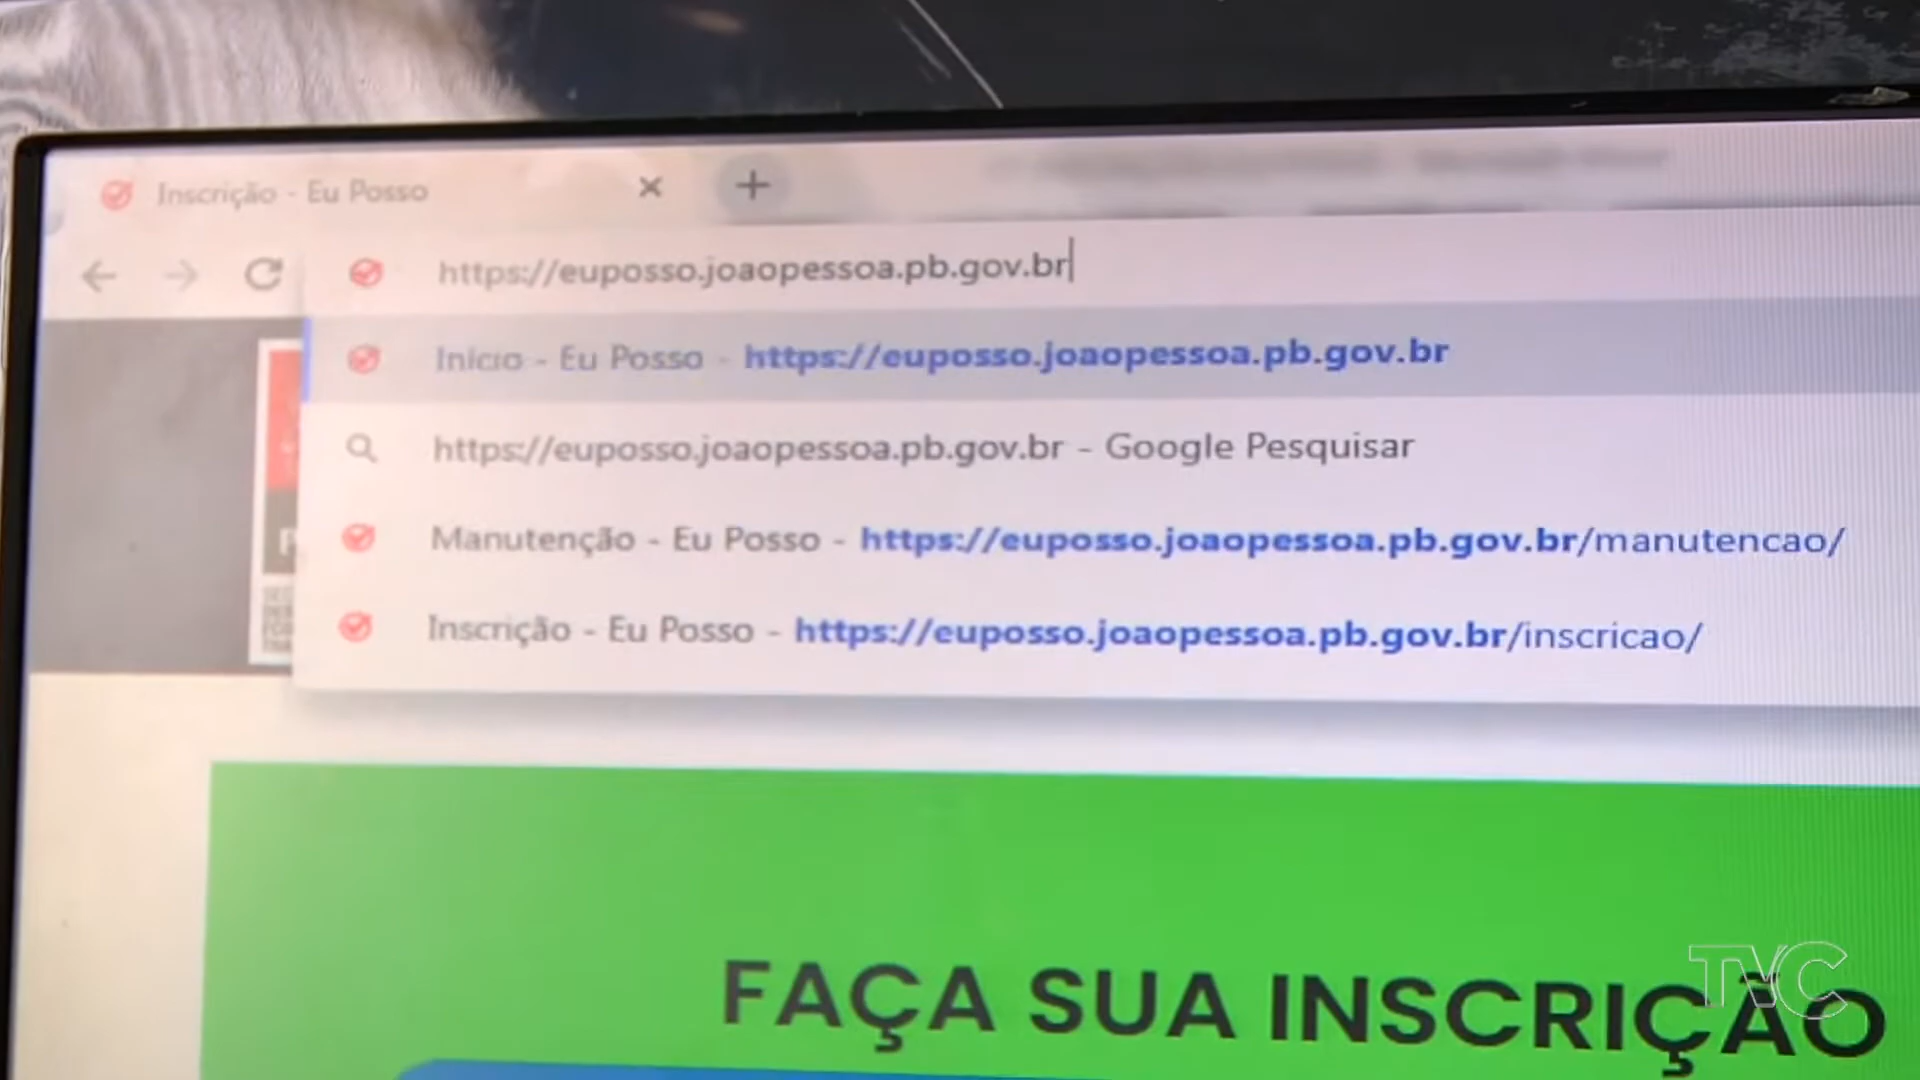 Inscrição - Eu Posso
https://euposso.joaopessoa.pb.gov.br
Início - Eu Posso - https://euposso.joaopessoa.pb.gov.br
https://euposso.joaopessoa.pb.gov.br - Google Pesquisar
Manutenção - Eu Posso - https://euposso.joaopessoa.pb.gov.br/manutencao/
Inscrição - Eu Posso - https://euposso.joaopessoa.pb.gov.br/inscricao/
FAÇA SUA INSCRIÇÃO
TVC